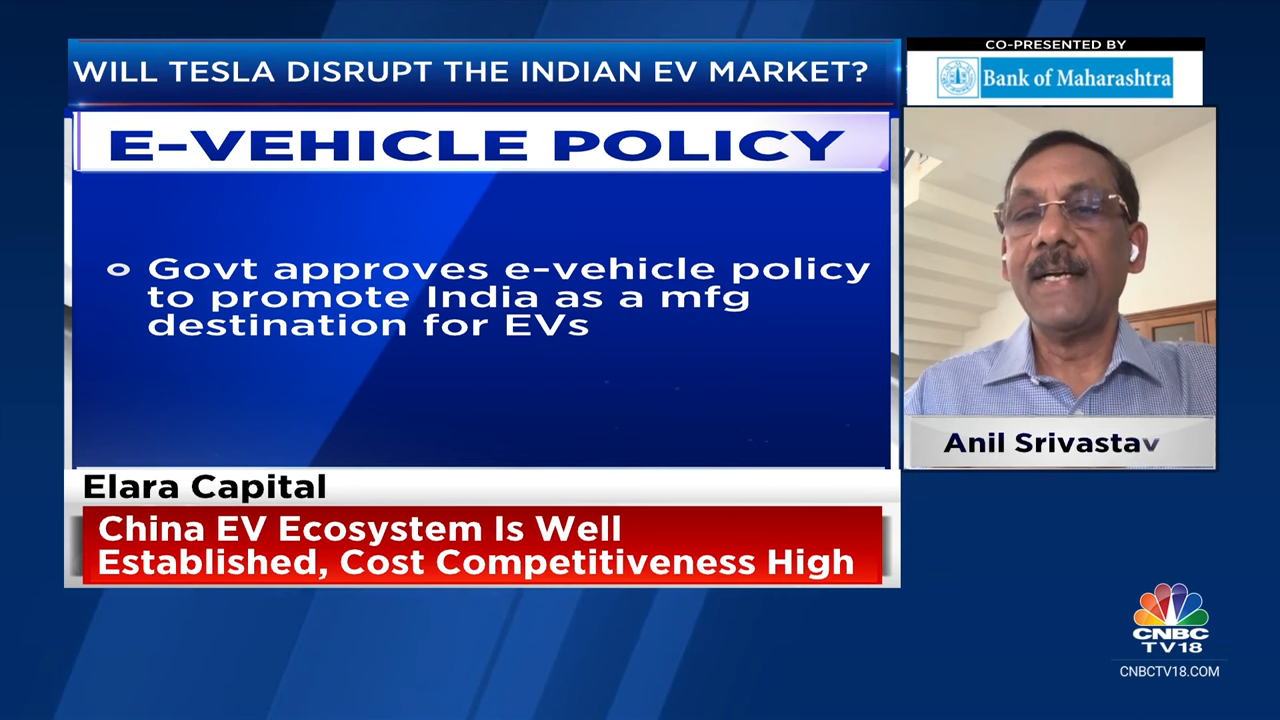 WILL TESLA DISRUPT THE INDIAN EV MARKET?
CO-PRESENTED BY
Bank of Maharashtra
E-VEHICLE POLICY
Govt approves e-vehicle policy
to promote India as a mfg
destination for EVs
Anil Srivastav
Elara Capital
China EV Ecosystem Is Well
Established, Cost Competitiveness High
CNBC
TV18
CNBCTV18.COM